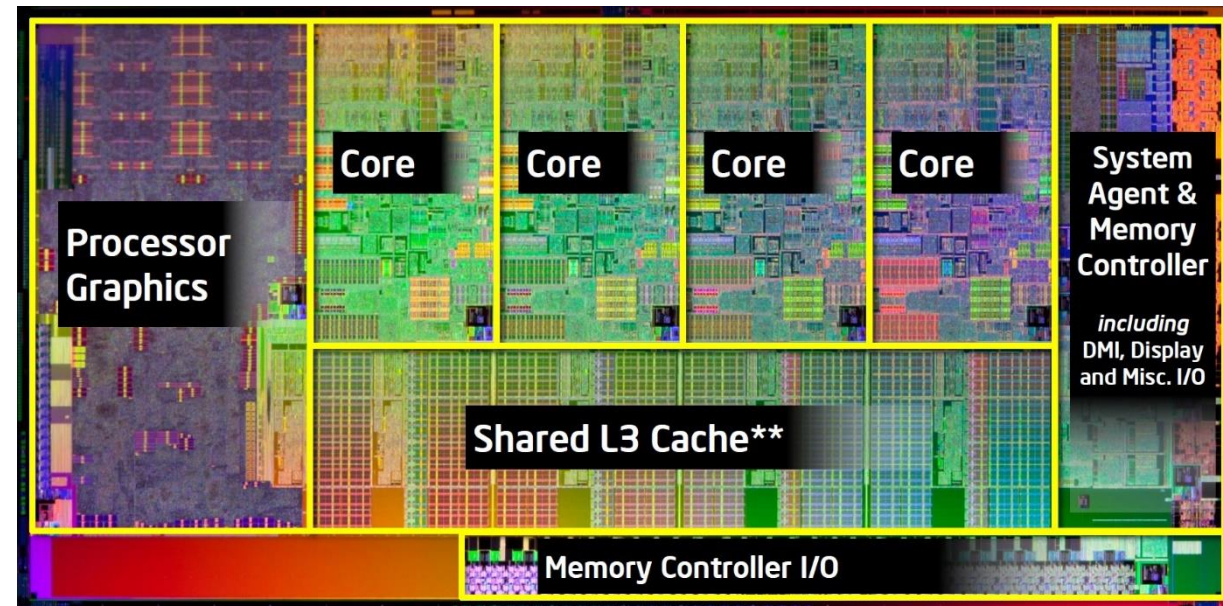 Processor
Graphics
Core
Core
Core
Core
System
Agent &
Memory
Controller
including
DMI, Display
and Misc. I/O
Shared L3 Cache**
Memory Controller I/O